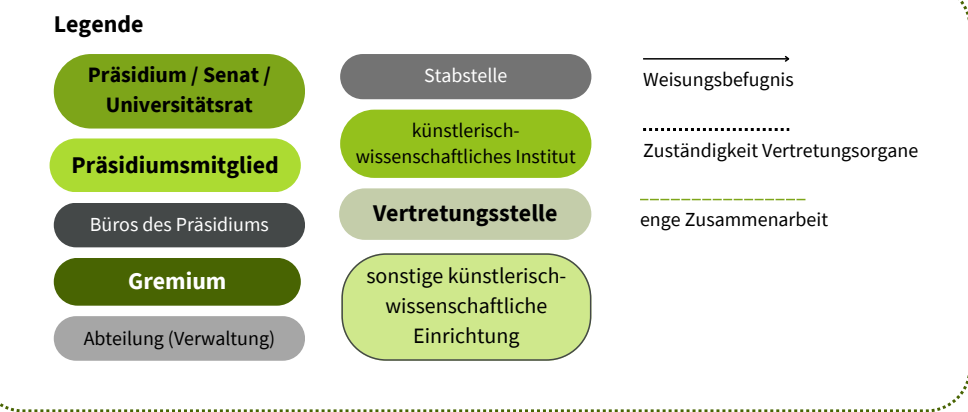 Legende
Präsidium / Senat /
Universitätsrat
Präsidiumsmitglied
Büros des Präsidiums
Gremium
Abteilung (Verwaltung)
Stabstelle
künstlerisch-
wissenschaftliches Institut
Vertretungsstelle
sonstige künstlerisch-
wissenschaftliche
Einrichtung
Weisungsbefugnis
Zuständigkeit Vertretungsorgane
enge Zusammenarbeit